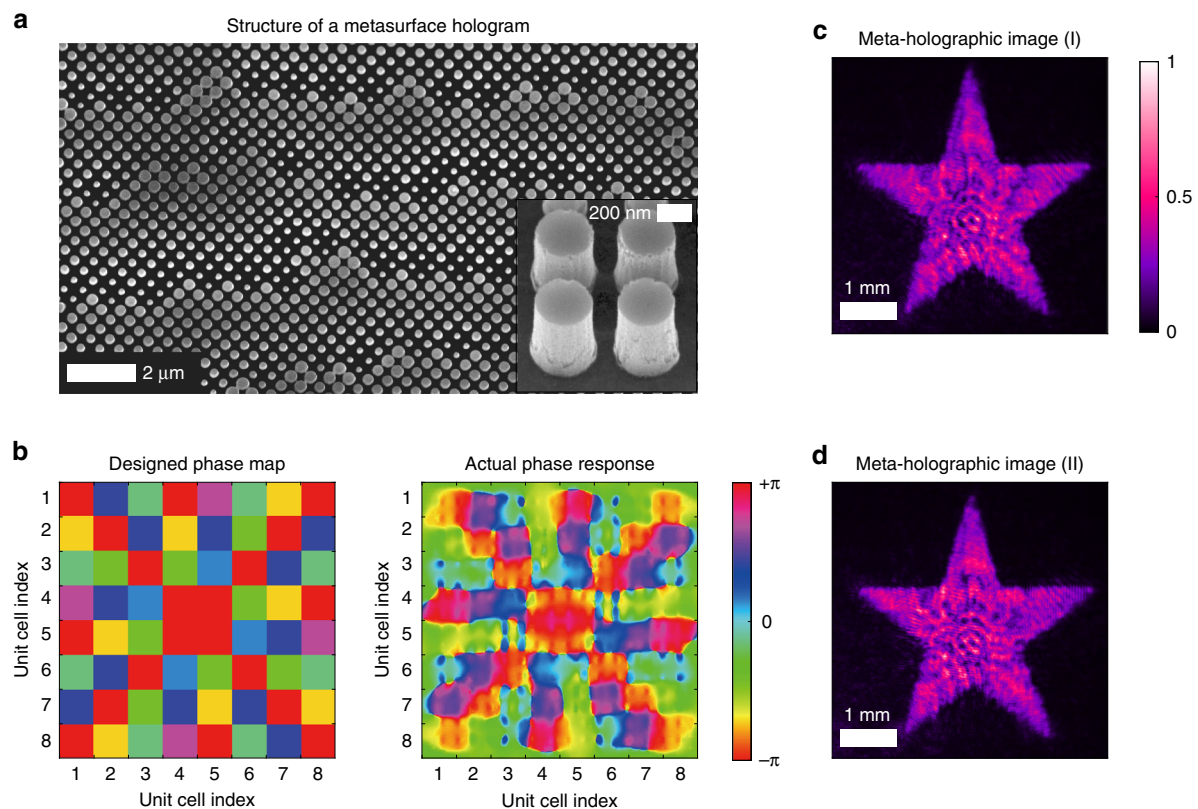 a
Structure of a metasurface hologram
200 nm
2 μm
b
Designed phase map
Unit cell index
1
2
3
4
5
6
7
8
1 2 3 4 5 6 7 8
Unit cell index
Actual phase response
Unit cell index
1
2
3
4
5
6
7
8
1 2 3 4 5 6 7 8
Unit cell index
+π
0
−π
c
Meta-holographic image (I)
1 mm
1
0.5
0
d
Meta-holographic image (II)
1 mm